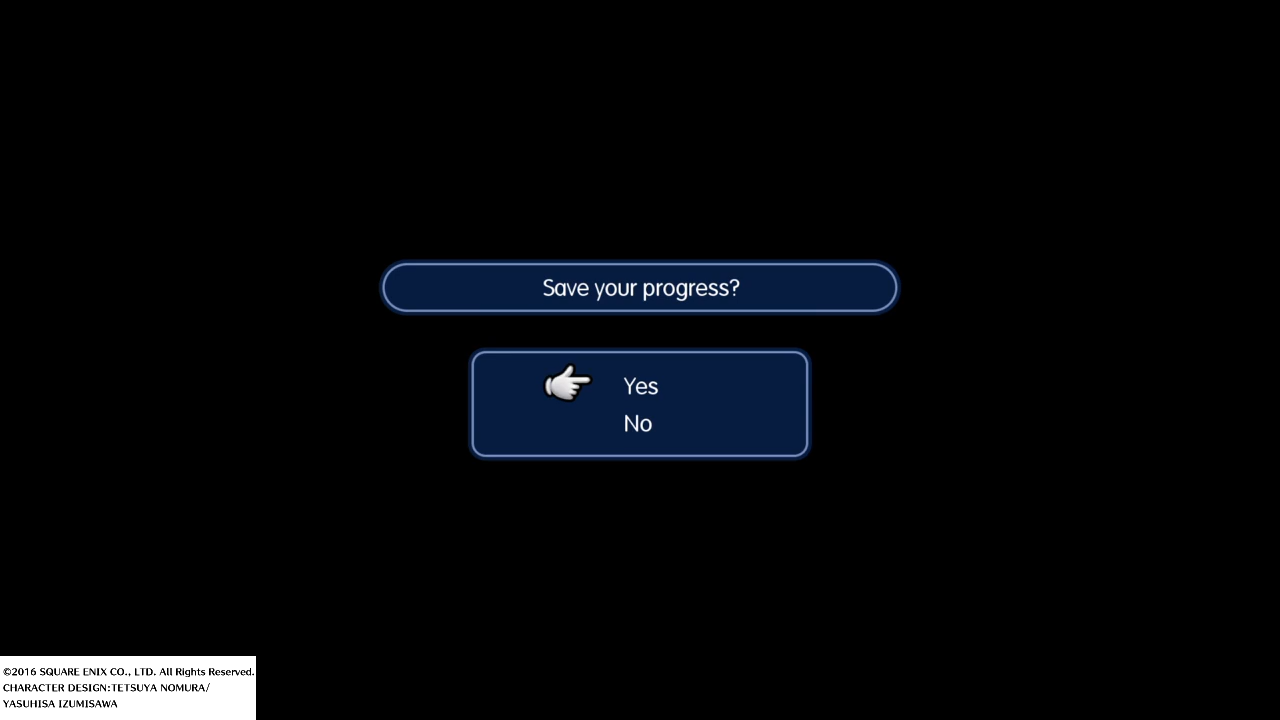 Save your progress?
Yes
No
©2016 SQUARE ENIX CO., LTD. All Rights Reserved.
CHARACTER DESIGN:TETSUYA NOMURA/
YASUHISA IZUMISAWA